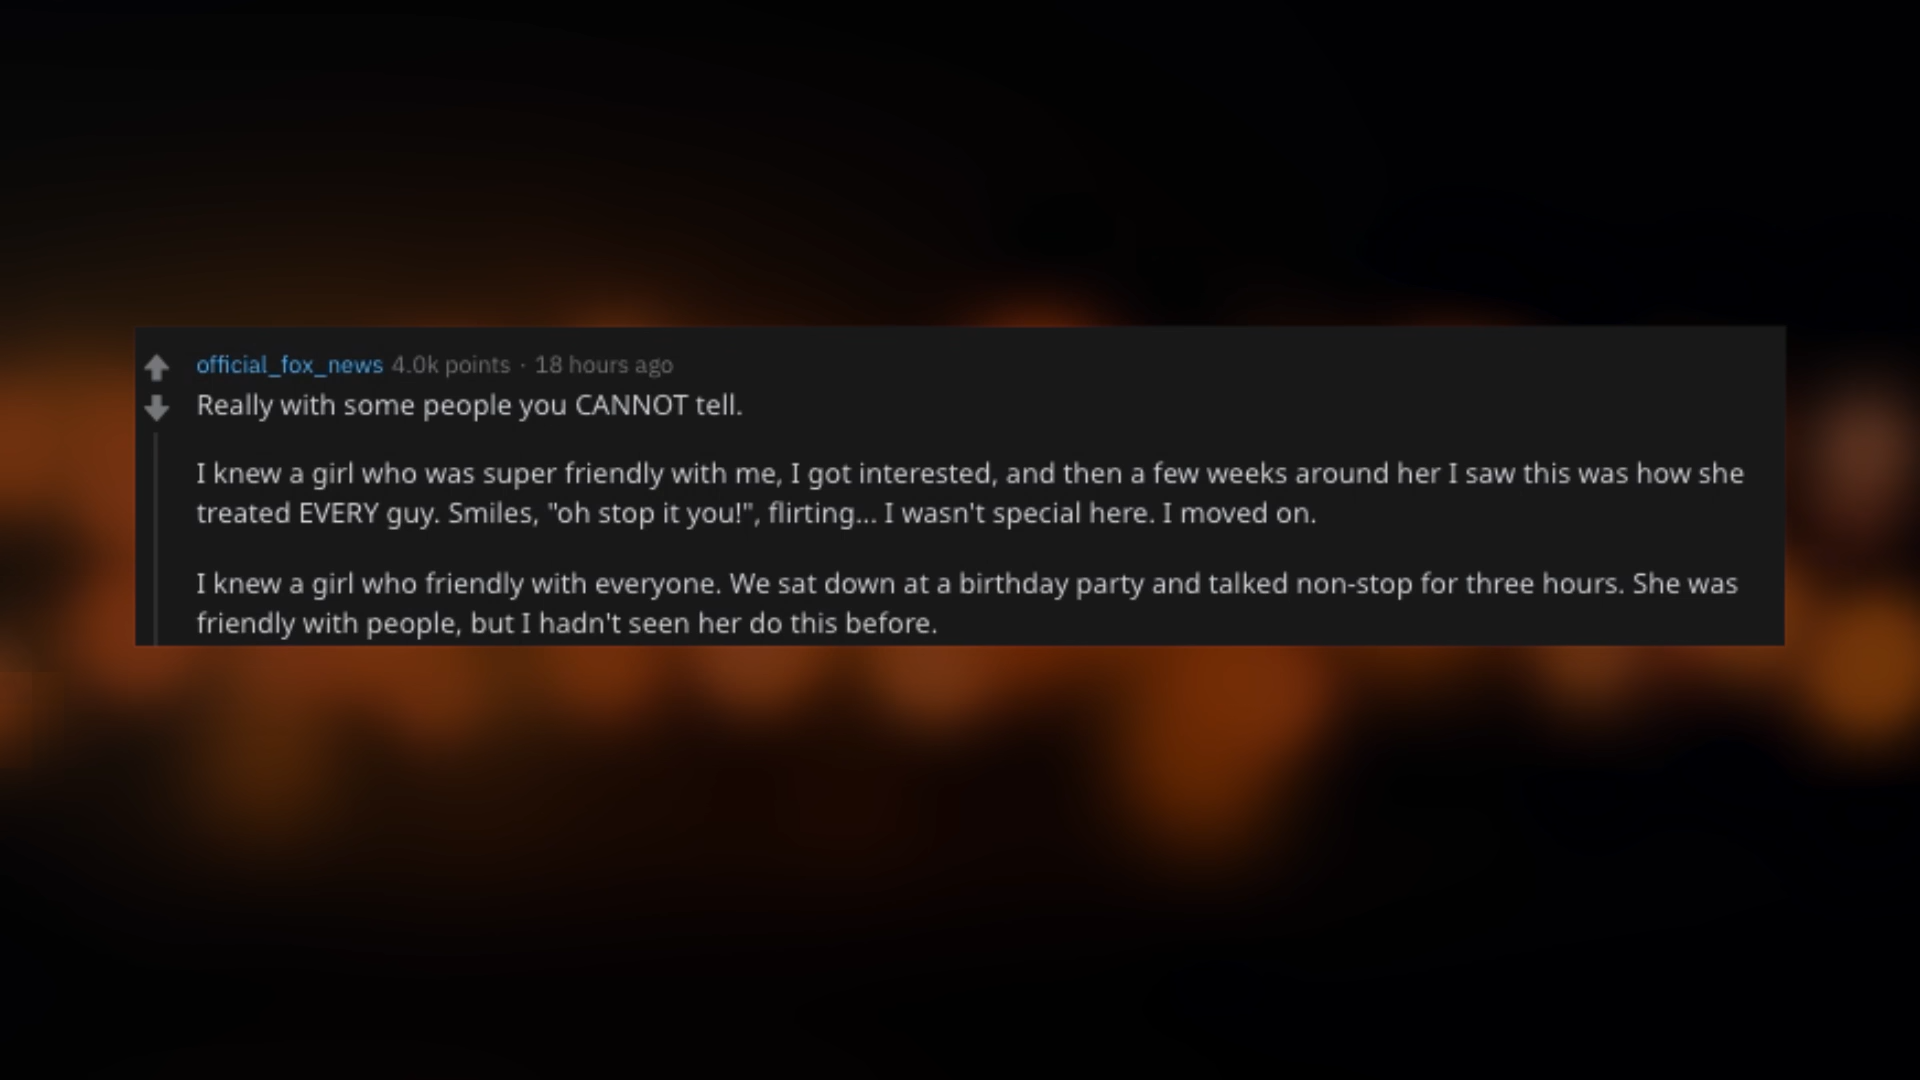 official_fox_news 4.0k points · 18 hours ago
Really with some people you CANNOT tell.
I knew a girl who was super friendly with me, I got interested, and then a few weeks around her I saw this was how she
treated EVERY guy. Smiles, "oh stop it you!", flirting... I wasn't special here. I moved on.
I knew a girl who friendly with everyone. We sat down at a birthday party and talked non-stop for three hours. She was
friendly with people, but I hadn't seen her do this before.